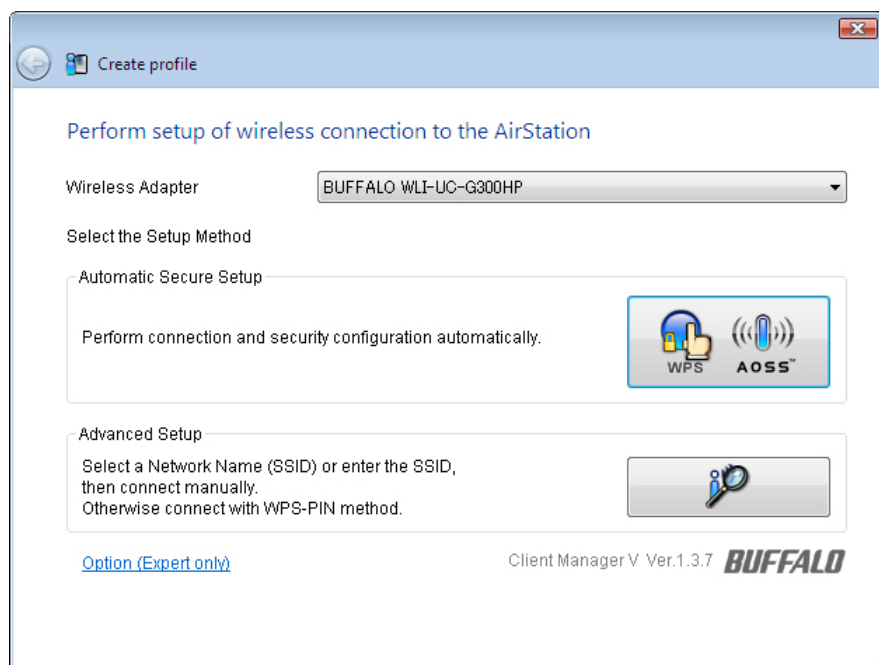 Create profile
Perform setup of wireless connection to the AirStation
Wireless Adapter
BUFFALO WLI-UC-G300HP
Select the Setup Method
Automatic Secure Setup
Perform connection and security configuration automatically.
WPS
AOSS™
Advanced Setup
Select a Network Name (SSID) or enter the SSID,
then connect manually.
Otherwise connect with WPS-PIN method.
Option (Expert only)
Client Manager V Ver.1.3.7 BUFFALO